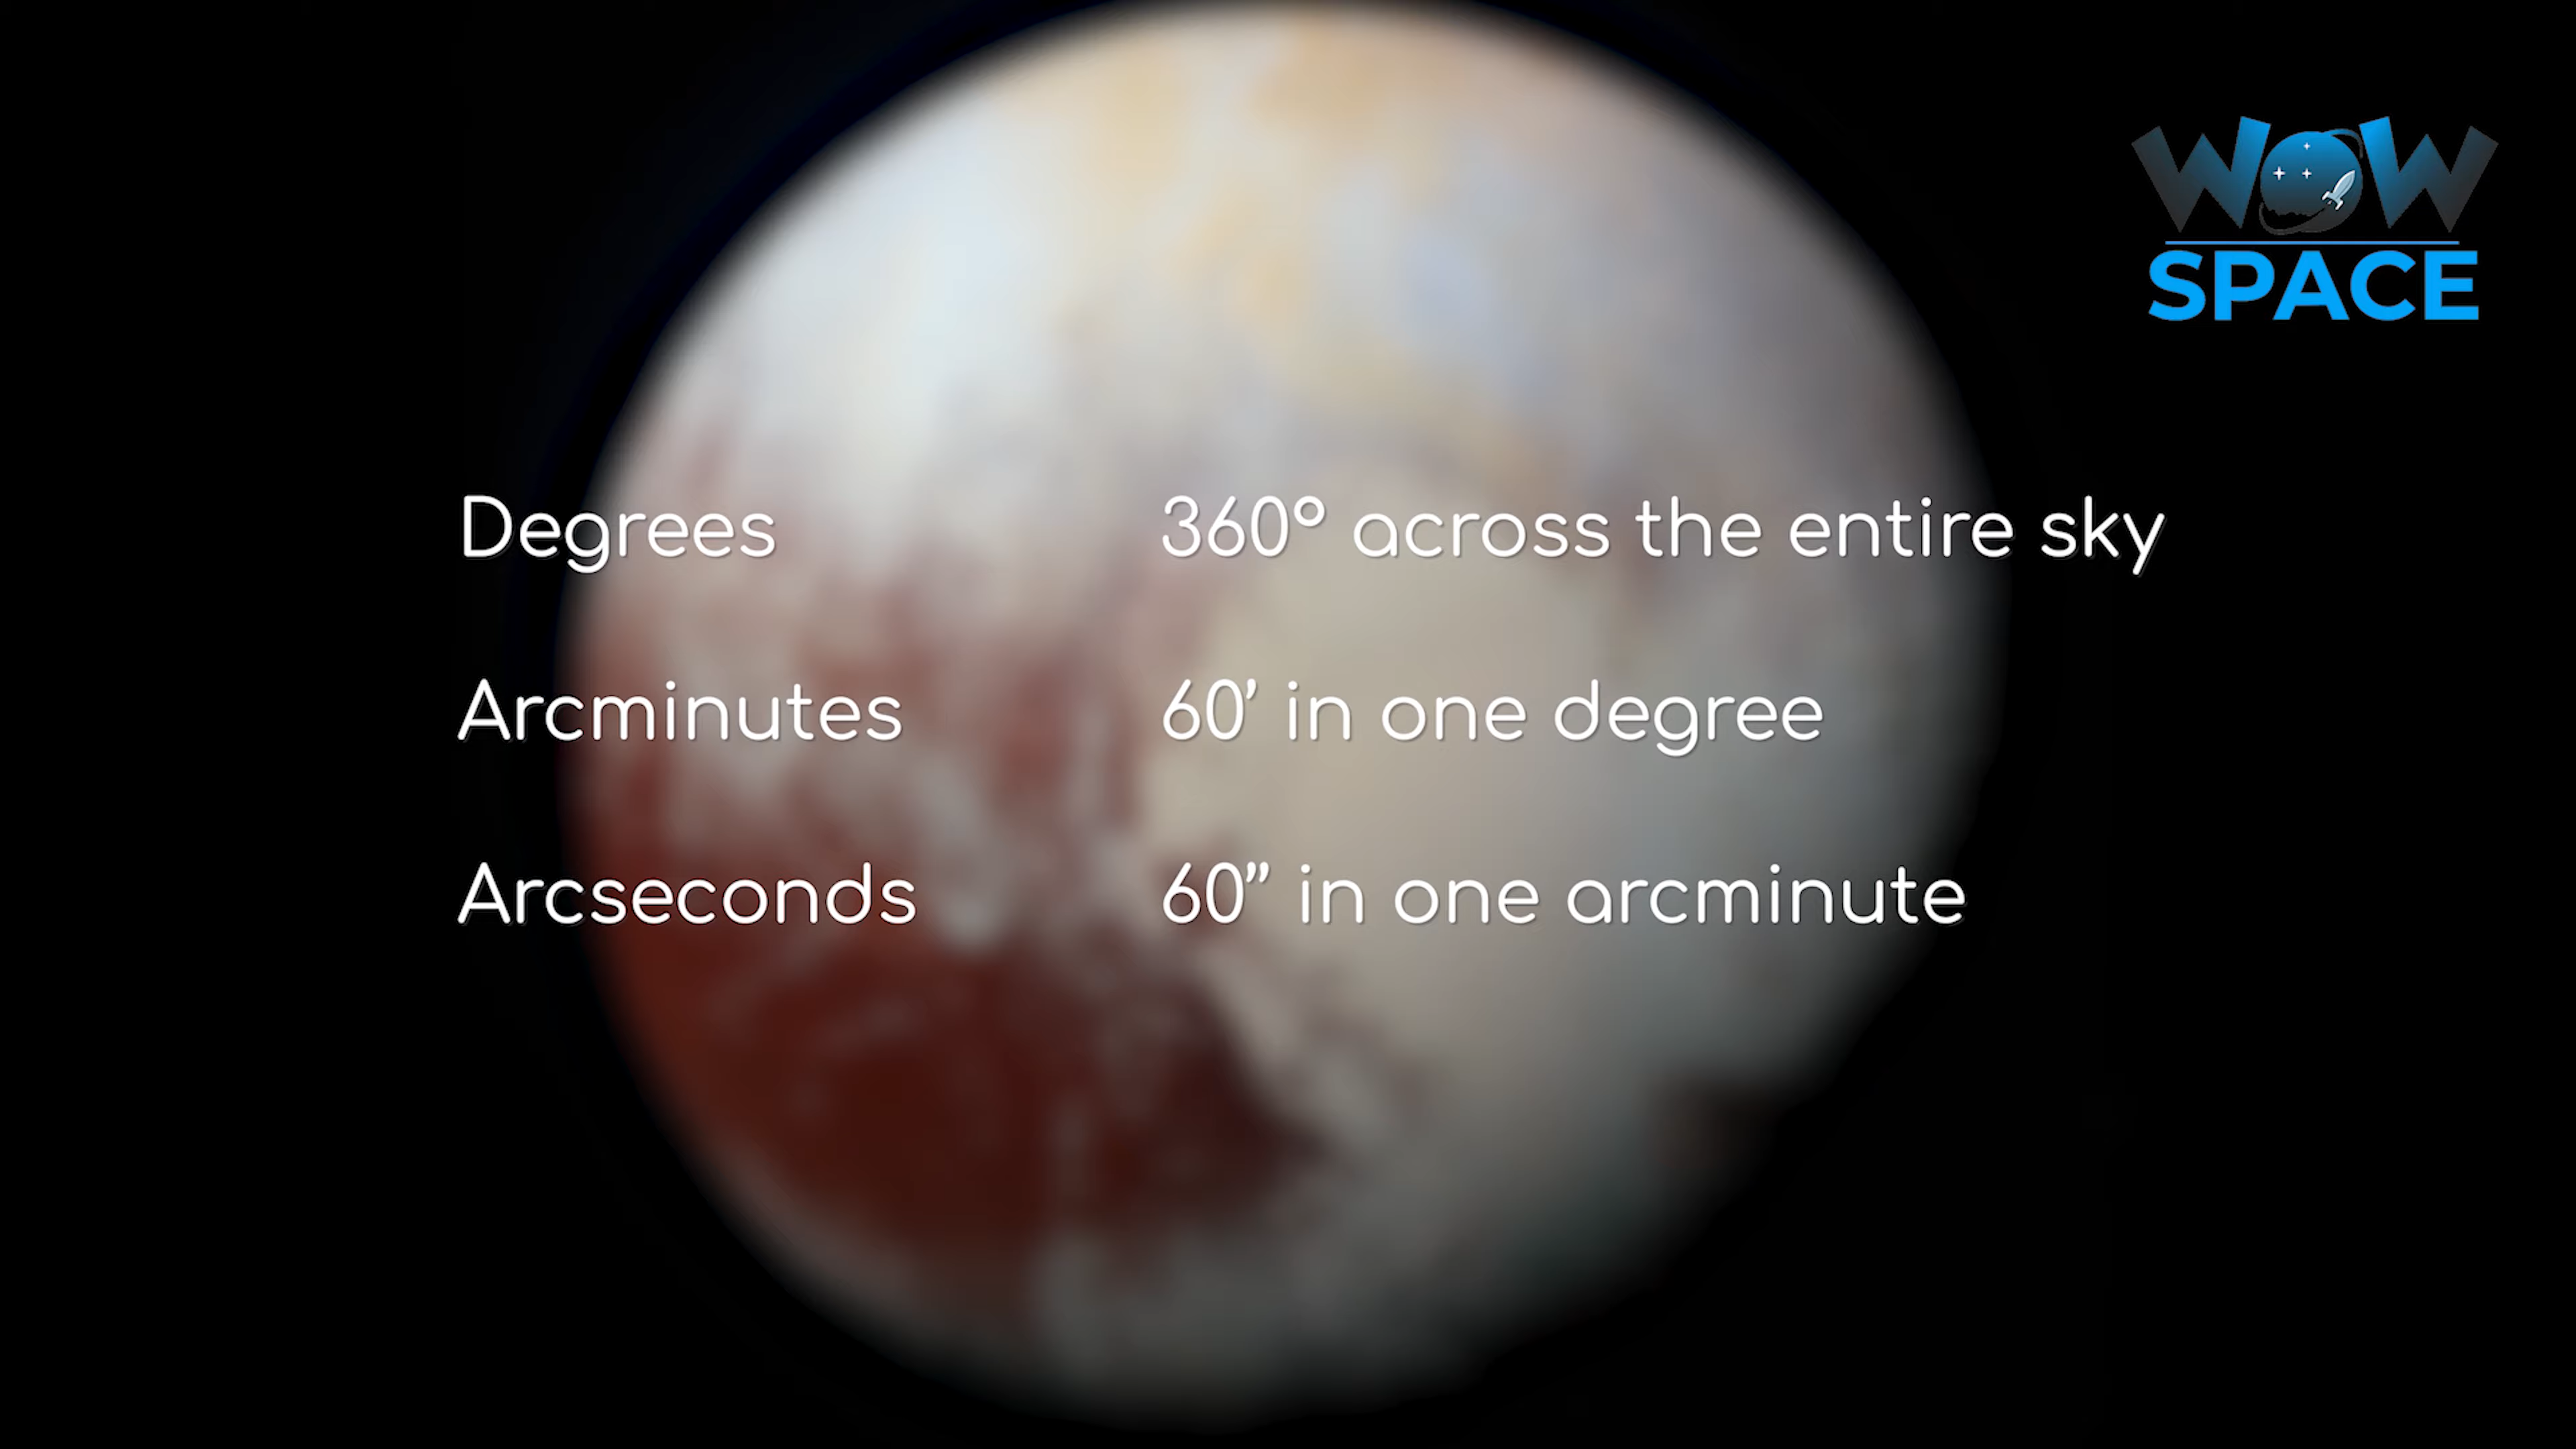 WOW
SPACE
Degrees 360° across the entire sky
Arcminutes 60’ in one degree
Arcseconds 60” in one arcminute